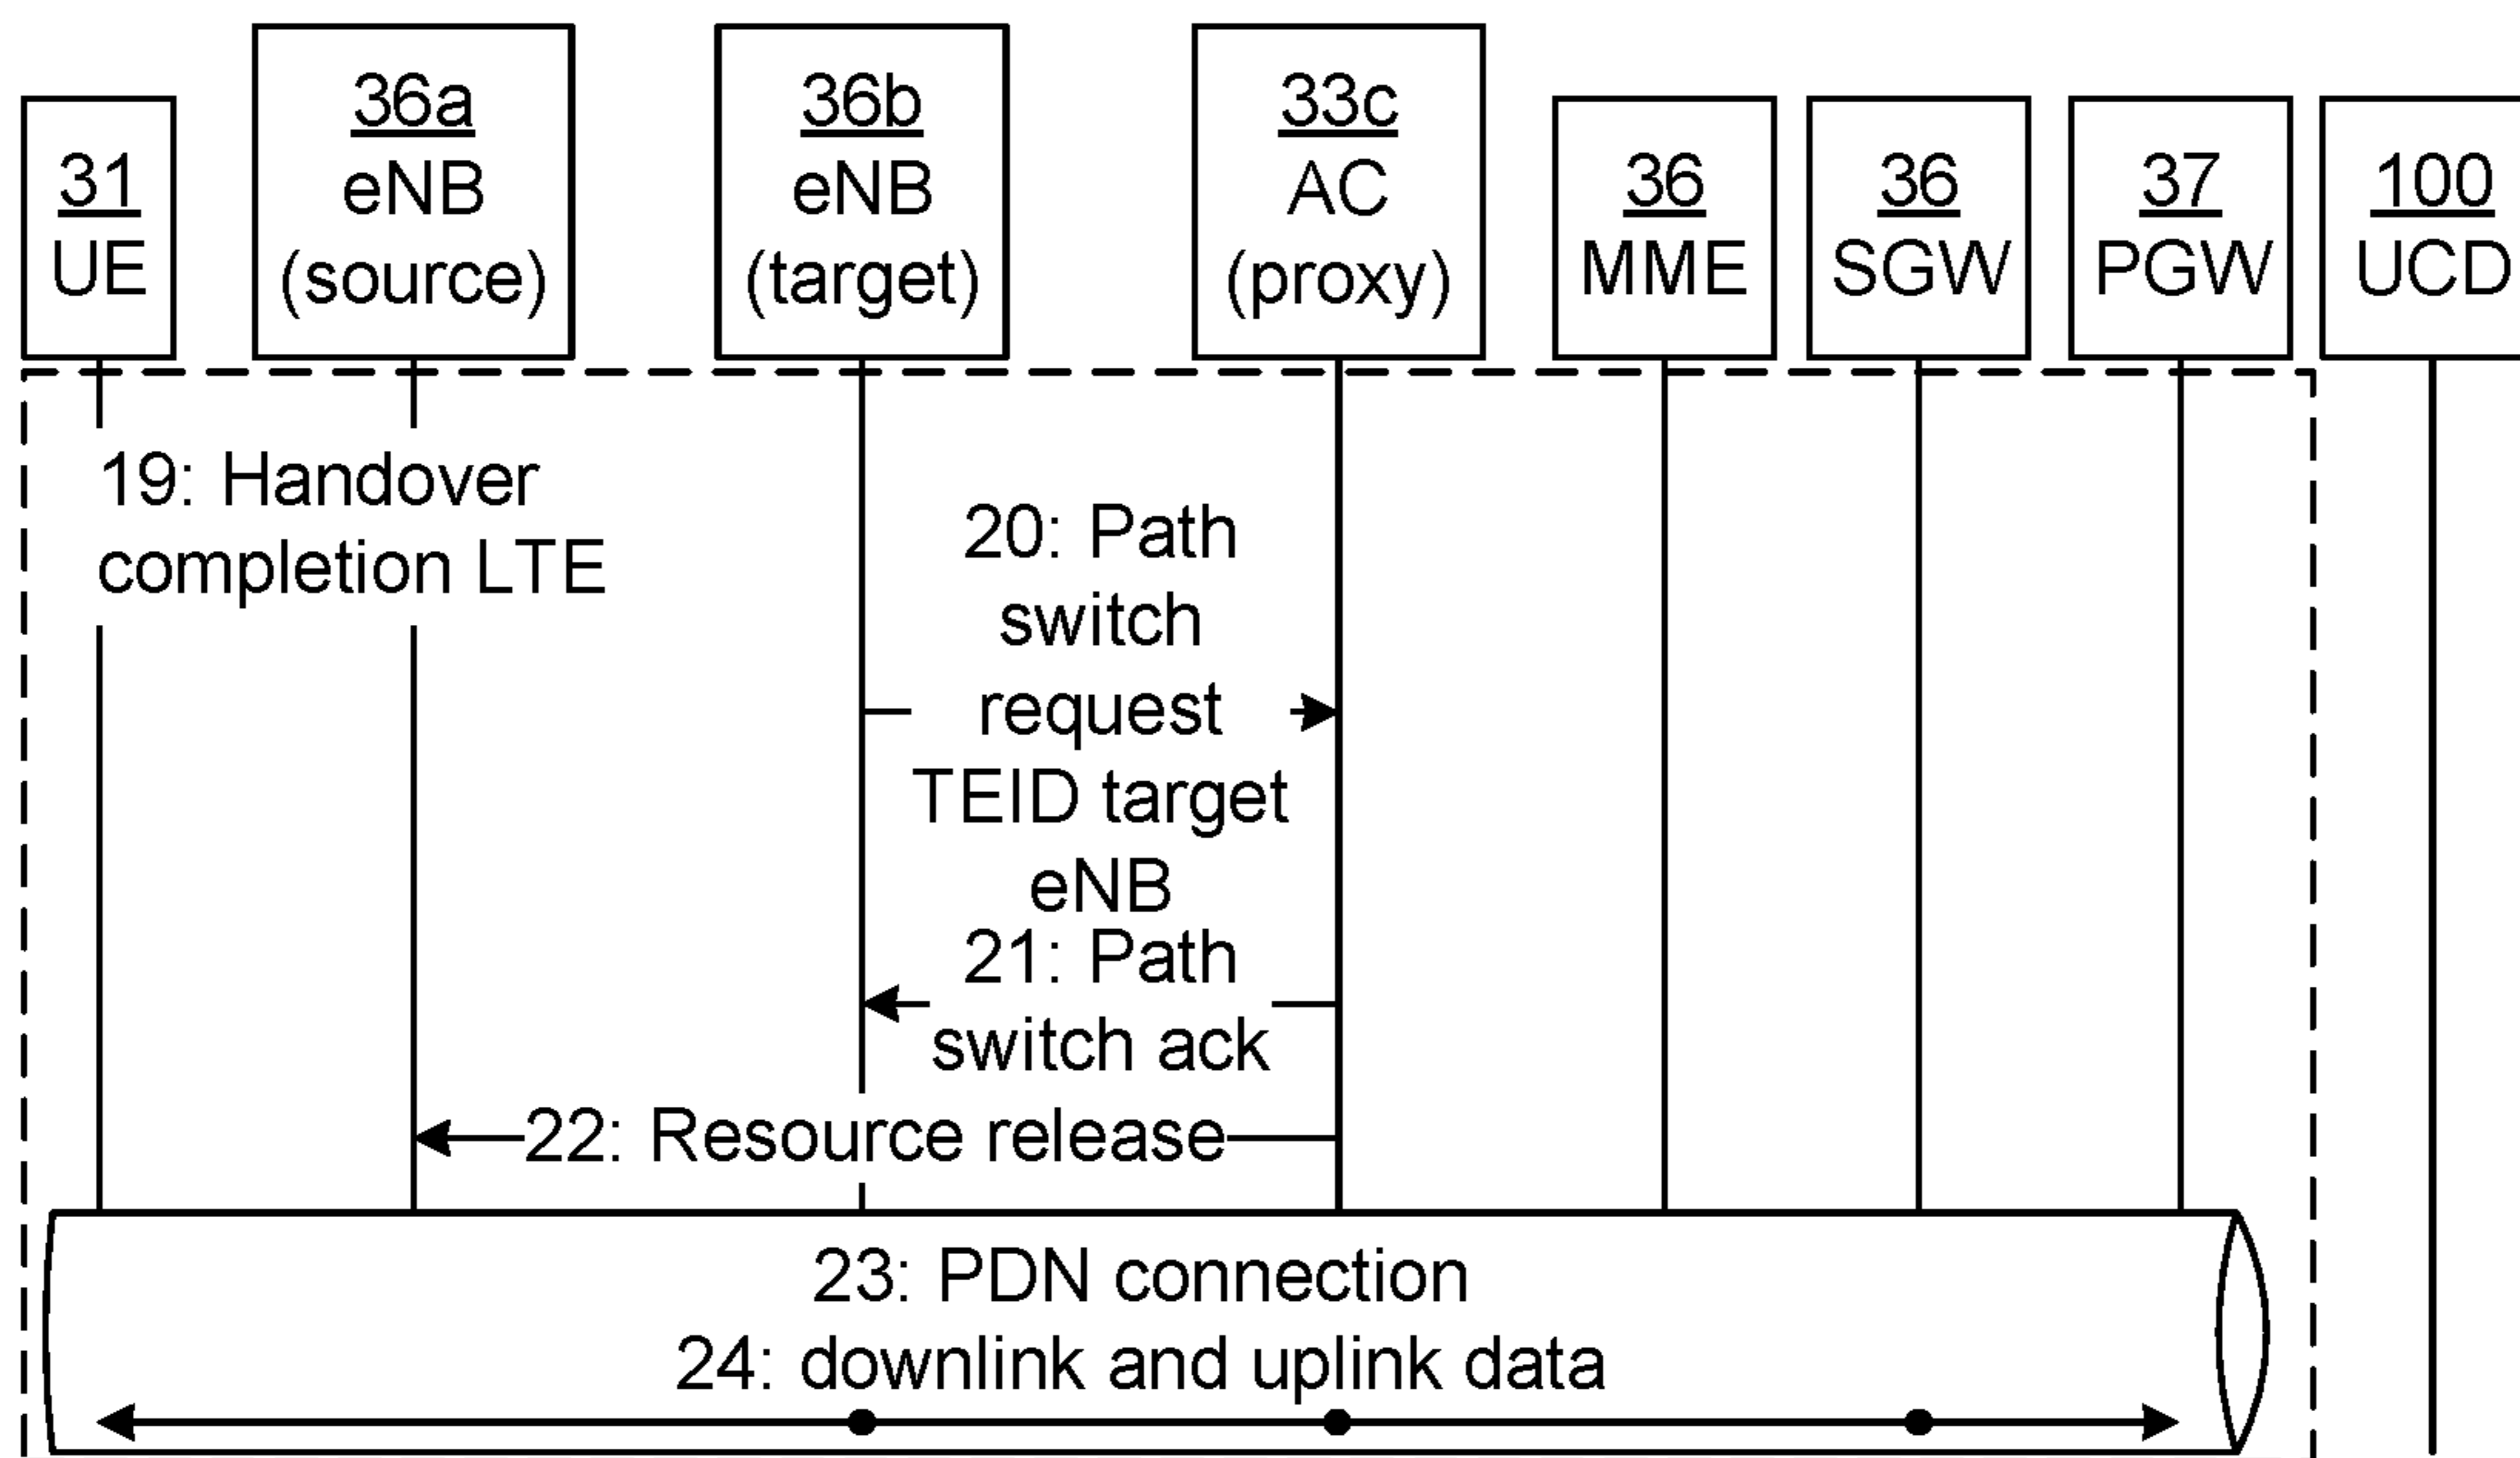 31
UE
36a
eNB
(source)
36b
eNB
(target)
33c
AC
(proxy)
36
MME
36
SGW
37
PGW
100
UCD
19: Handover
completion LTE
20: Path
switch
request
TEID target
eNB
21: Path
switch ack
22: Resource release
23: PDN connection
24: downlink and uplink data